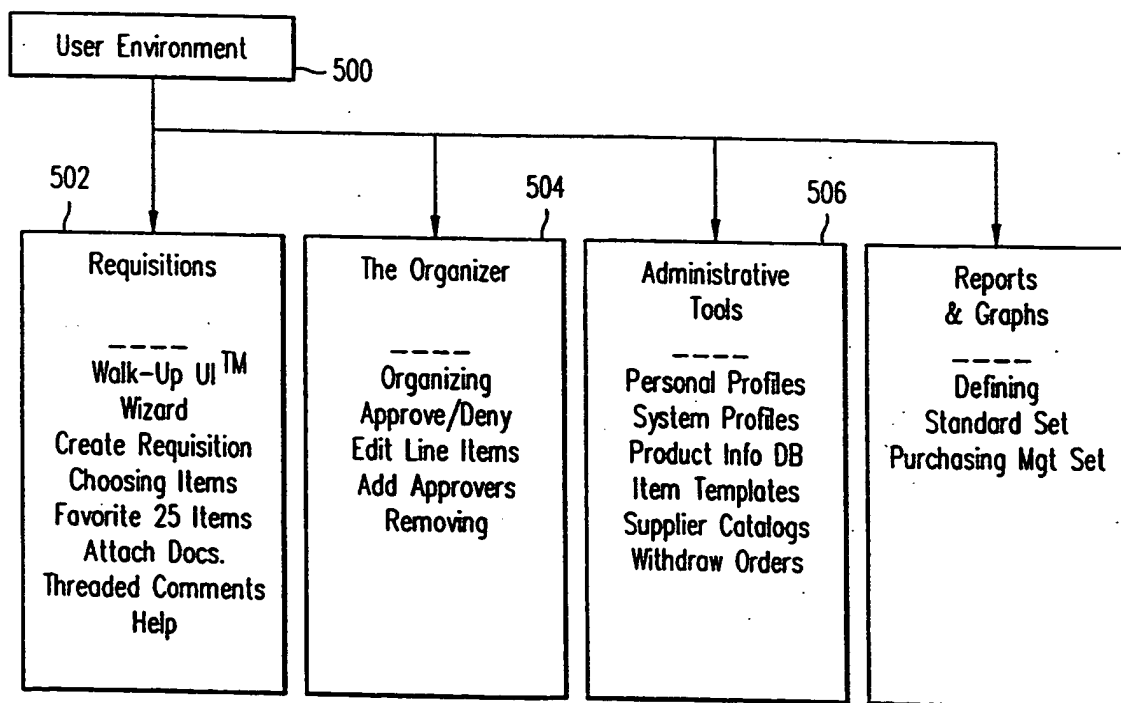 User Environment
500
502
504
506
Requisitions
----
Walk-Up UI™
Wizard
Create Requisition
Choosing Items
Favorite 25 Items
Attach Docs.
Threaded Comments
Help
The Organizer
----
Organizing
Approve/Deny
Edit Line Items
Add Approvers
Removing
Administrative
Tools
----
Personal Profiles
System Profiles
Product Info DB
Item Templates
Supplier Catalogs
Withdraw Orders
Reports
& Graphs
----
Defining
Standard Set
Purchasing Mgt Set